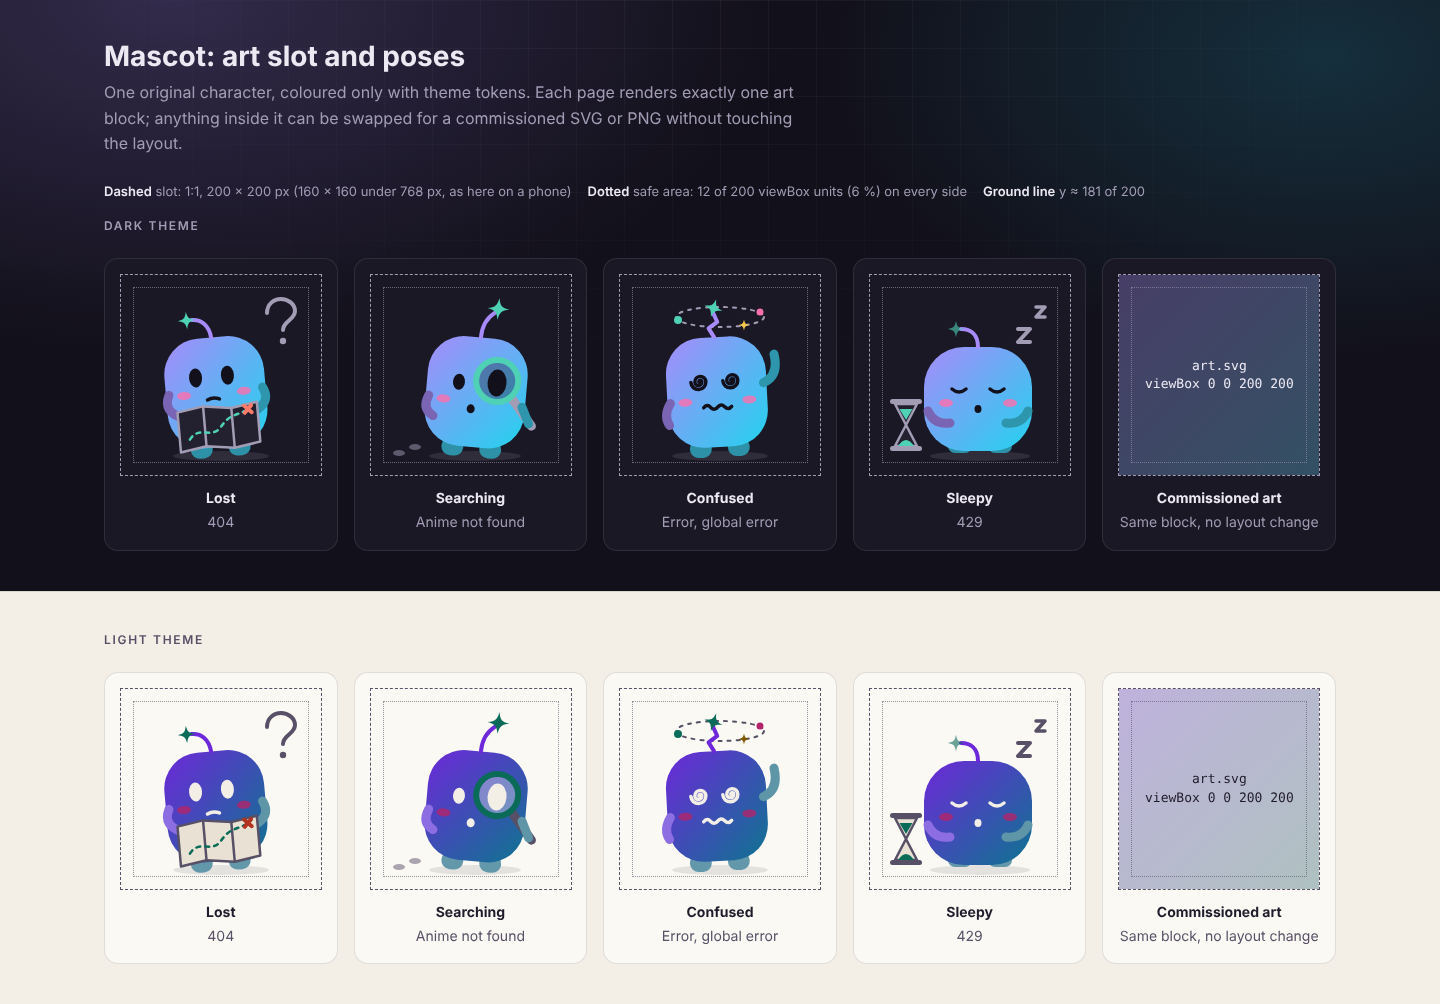 Mascot: art slot and poses
One original character, coloured only with theme tokens. Each page renders exactly one art
block; anything inside it can be swapped for a commissioned SVG or PNG without touching
the layout.
Dashed slot: 1:1, 200 × 200 px (160 × 160 under 768 px, as here on a phone) Dotted safe area: 12 of 200 viewBox units (6 %) on every side Ground line y ≈ 181 of 200
DARK THEME
?
z
z
art.svg
viewBox 0 0 200 200
Lost
404
Searching
Anime not found
Confused
Error, global error
Sleepy
429
Commissioned art
Same block, no layout change
LIGHT THEME
?
z
z
art.svg
viewBox 0 0 200 200
Lost
404
Searching
Anime not found
Confused
Error, global error
Sleepy
429
Commissioned art
Same block, no layout change